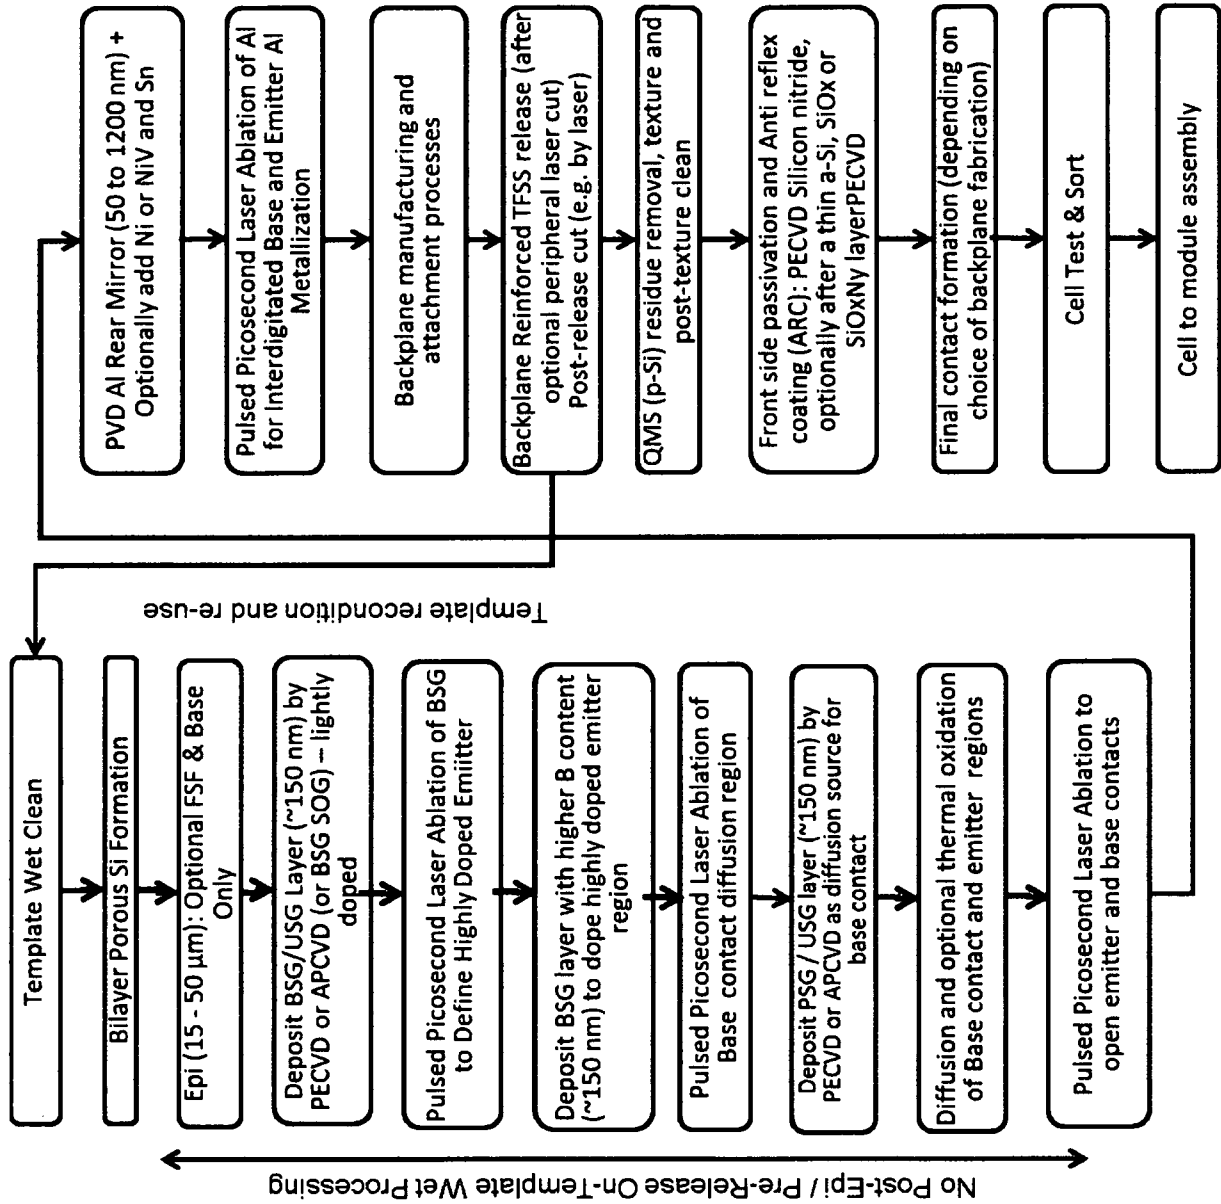 Template Wet Clean
Bilayer Porous Si Formation
Epi (15 - 50 µm): Optional FSF & Base
Only
Deposit BSG/USG Layer (~150 nm) by
PECVD or APCVD (or BSG SOG) – lightly
doped
Pulsed Picosecond Laser Ablation of BSG
to Define Highly Doped Emiitter
Deposit BSG layer with higher B content
(~150 nm) to dope highly doped emitter
region
Pulsed Picosecond Laser Ablation of
Base contact diffusion region
Deposit PSG / USG layer (~150 nm) by
PECVD or APCVD as diffusion source for
base contact
Diffusion and optional thermal oxidation
of Base contact and emitter regions
Pulsed Picosecond Laser Ablation to
open emitter and base contacts
No Post-Epi / Pre-Release On-Template Wet Processing
Template recondition and re-use
PVD Al Rear Mirror (50 to 1200 nm) +
Optionally add Ni or NiV and Sn
Pulsed Picosecond Laser Ablation of Al
for Interdigitated Base and Emitter Al
Metallization
Backplane manufacturing and
attachment processes
Backplane Reinforced TFSS release (after
optional peripheral laser cut)
Post-release cut (e.g. by laser)
QMS (p-Si) residue removal, texture and
post-texture clean
Front side passivation and Anti reflex
coating (ARC): PECVD Silicon nitride,
optionally after a thin a-Si, SiOx or
SiOxNy layerPECVD
Final contact formation (depending on
choice of backplane fabrication)
Cell Test & Sort
Cell to module assembly